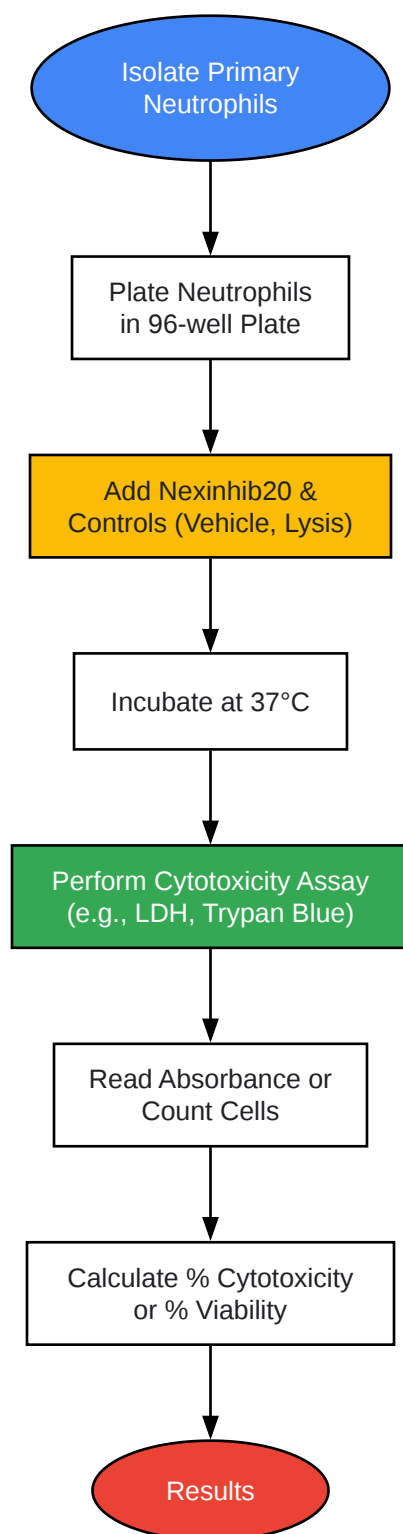 Isolate Primary
Neutrophils
Plate Neutrophils
in 96-well Plate
Add Nexinhib20 &
Controls (Vehicle, Lysis)
Incubate at 37°C
Perform Cytotoxicity Assay
(e.g., LDH, Trypan Blue)
Read Absorbance or
Count Cells
Calculate % Cytotoxicity
or % Viability
Results